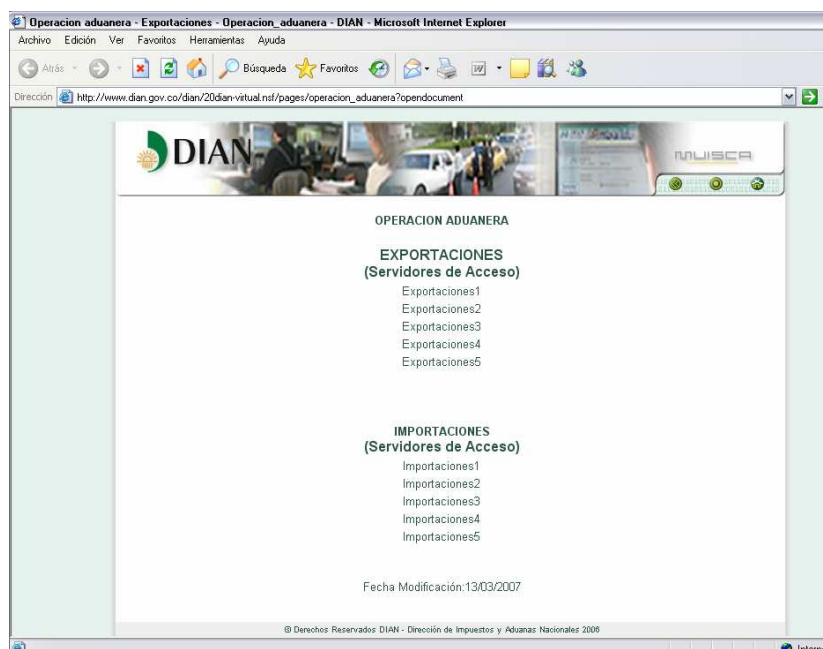 Operacion aduanera - Exportaciones - Operacion_aduanera - DIAN - Microsoft Internet Explorer
Archivo Edición Ver Favoritos Herramientas Ayuda
Atrás Búsqueda Favoritos
Dirección http://www.dian.gov.co/dian/20dian-virtual.nsf/pages/operacion_aduanera?opendocument
DIAN
MUISCA
OPERACION ADUANERA
EXPORTACIONES
(Servidores de Acceso)
Exportaciones1
Exportaciones2
Exportaciones3
Exportaciones4
Exportaciones5
IMPORTACIONES
(Servidores de Acceso)
Importaciones1
Importaciones2
Importaciones3
Importaciones4
Importaciones5
Fecha Modificación:13/03/2007
© Derechos Reservados DIAN - Dirección de Impuestos y Aduanas Nacionales 2006